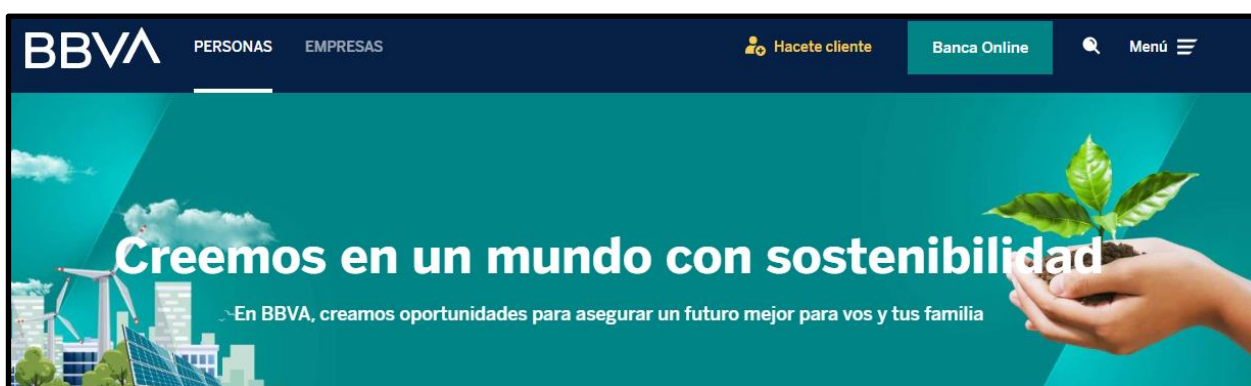 BBVA PERSONAS EMPRESAS Hacete cliente Banca Online Menú
Creemos en un mundo con sostenibilidad
En BBVA, creamos oportunidades para asegurar un futuro mejor para vos y tus familia